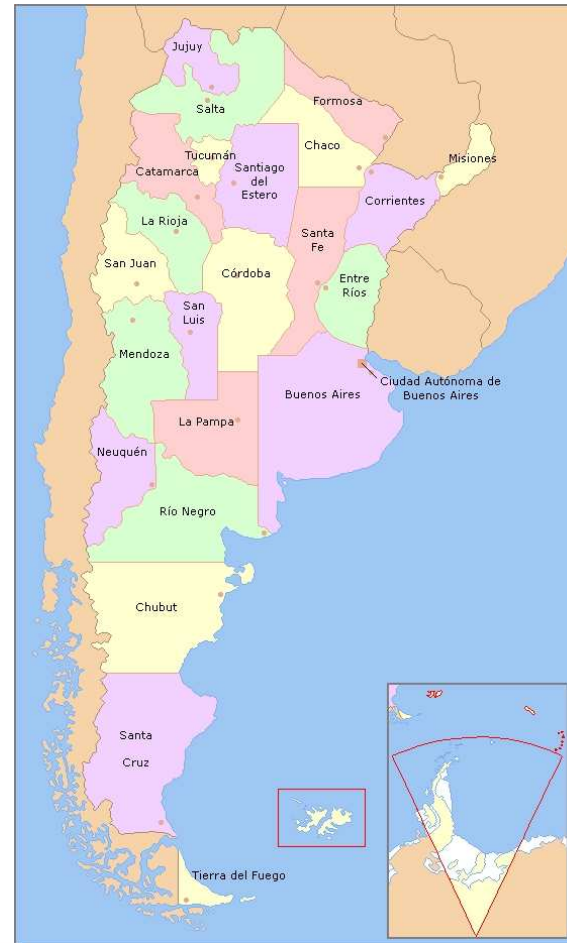 Jujuy
Salta
Formosa
Chaco
Misiones
Tucumán
Catamarca
Santiago
del
Estero
Corrientes
La Rioja
Santa
Fe
San Juan
Córdoba
Entre
Ríos
San
Luis
Mendoza
Ciudad Autónoma de
Buenos Aires
Buenos Aires
La Pampa
Neuquén
Río Negro
Chubut
Santa
Cruz
Tierra del Fuego